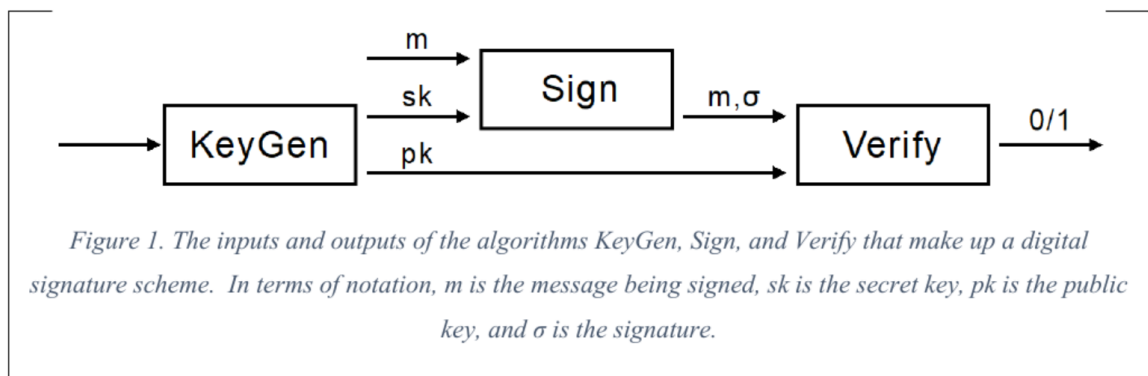 m
Sign
sk
m,σ
0/1
KeyGen
Verify
pk
Figure 1. The inputs and outputs of the algorithms KeyGen, Sign, and Verify that make up a digital
signature scheme.  In terms of notation, m is the message being signed, sk is the secret key, pk is the public
key, and σ is the signature.